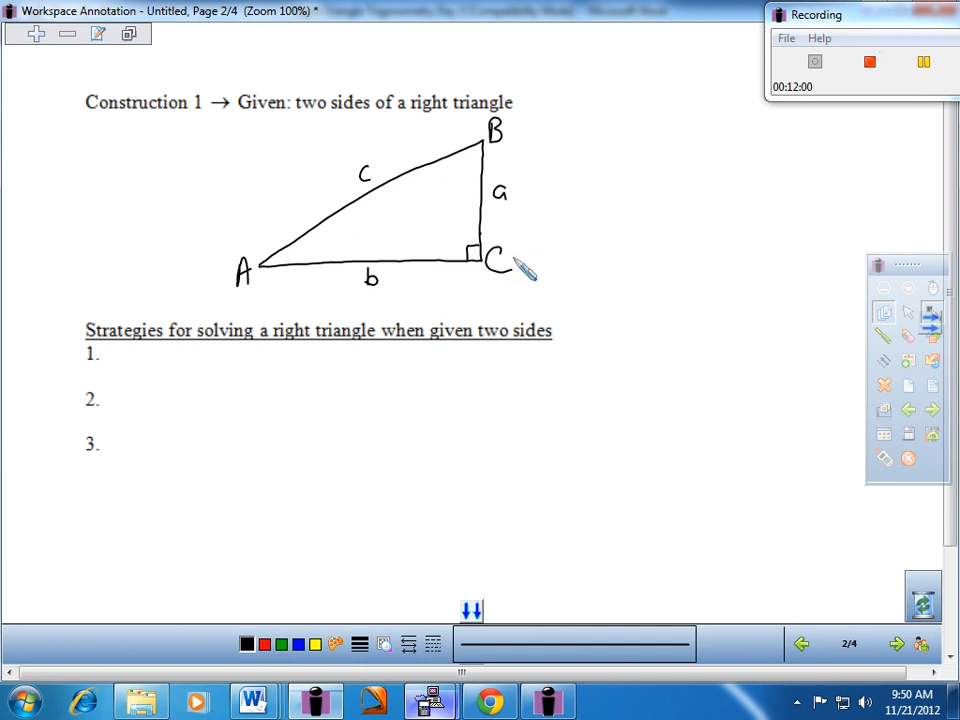 Workspace Annotation - Untitled, Page 2/4 (Zoom 100%) *
Recording
File Help
00:12:00
Construction 1 → Given: two sides of a right triangle
B
c
a
A
C
b
Strategies for solving a right triangle when given two sides
1.
2.
3.
2/4
9:50 AM
11/21/2012